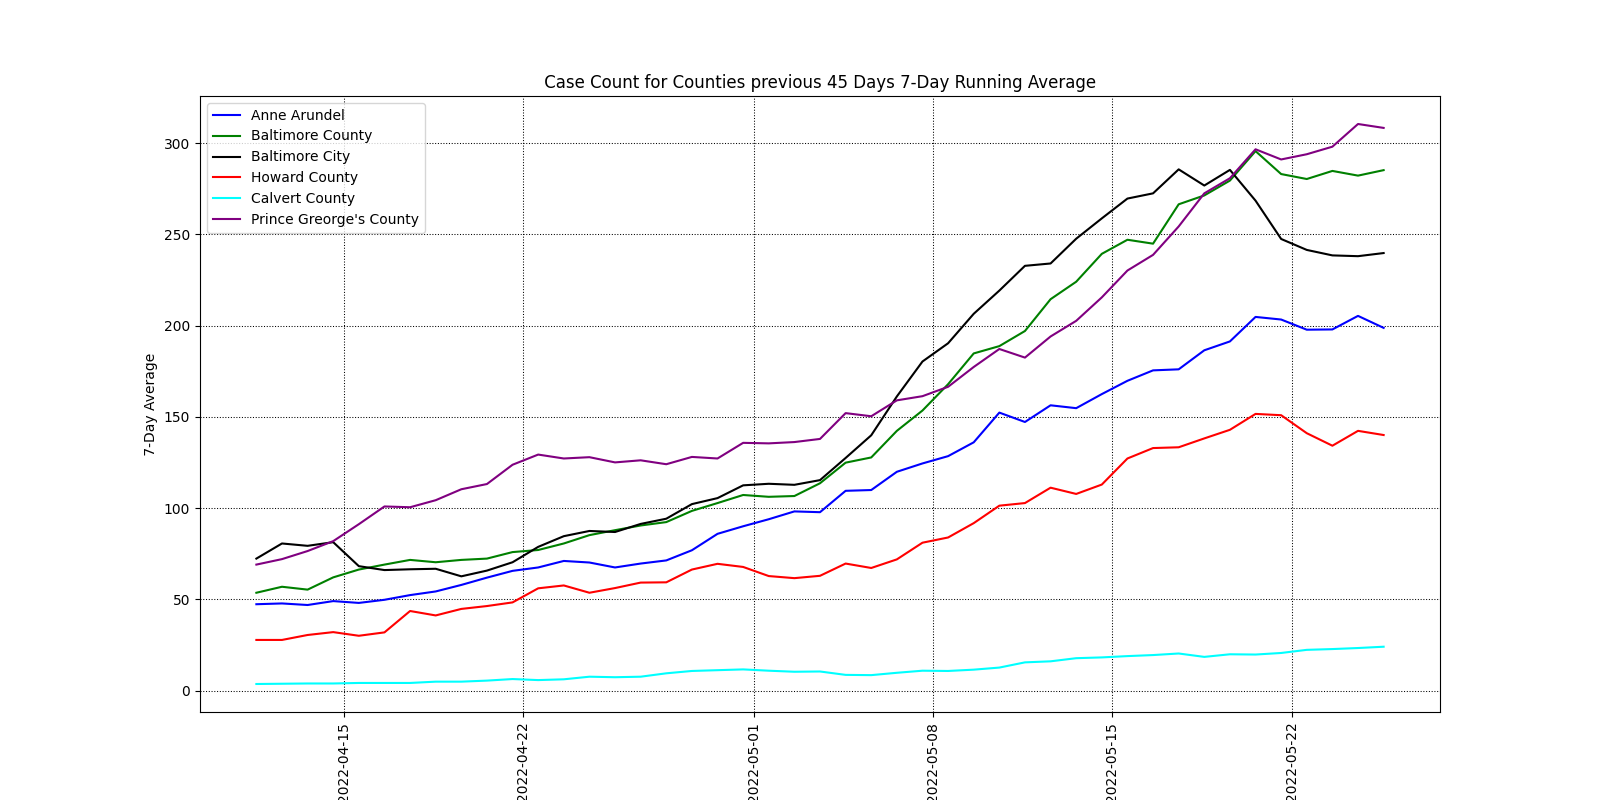 Case Count for Counties previous 45 Days 7-Day Running Average
Anne Arundel
Baltimore County
Baltimore City
Howard County
Calvert County
Prince Greorge's County
7-Day Average
300
250
200
150
100
50
0
2022-04-15
2022-04-22
2022-05-01
2022-05-08
2022-05-15
2022-05-22